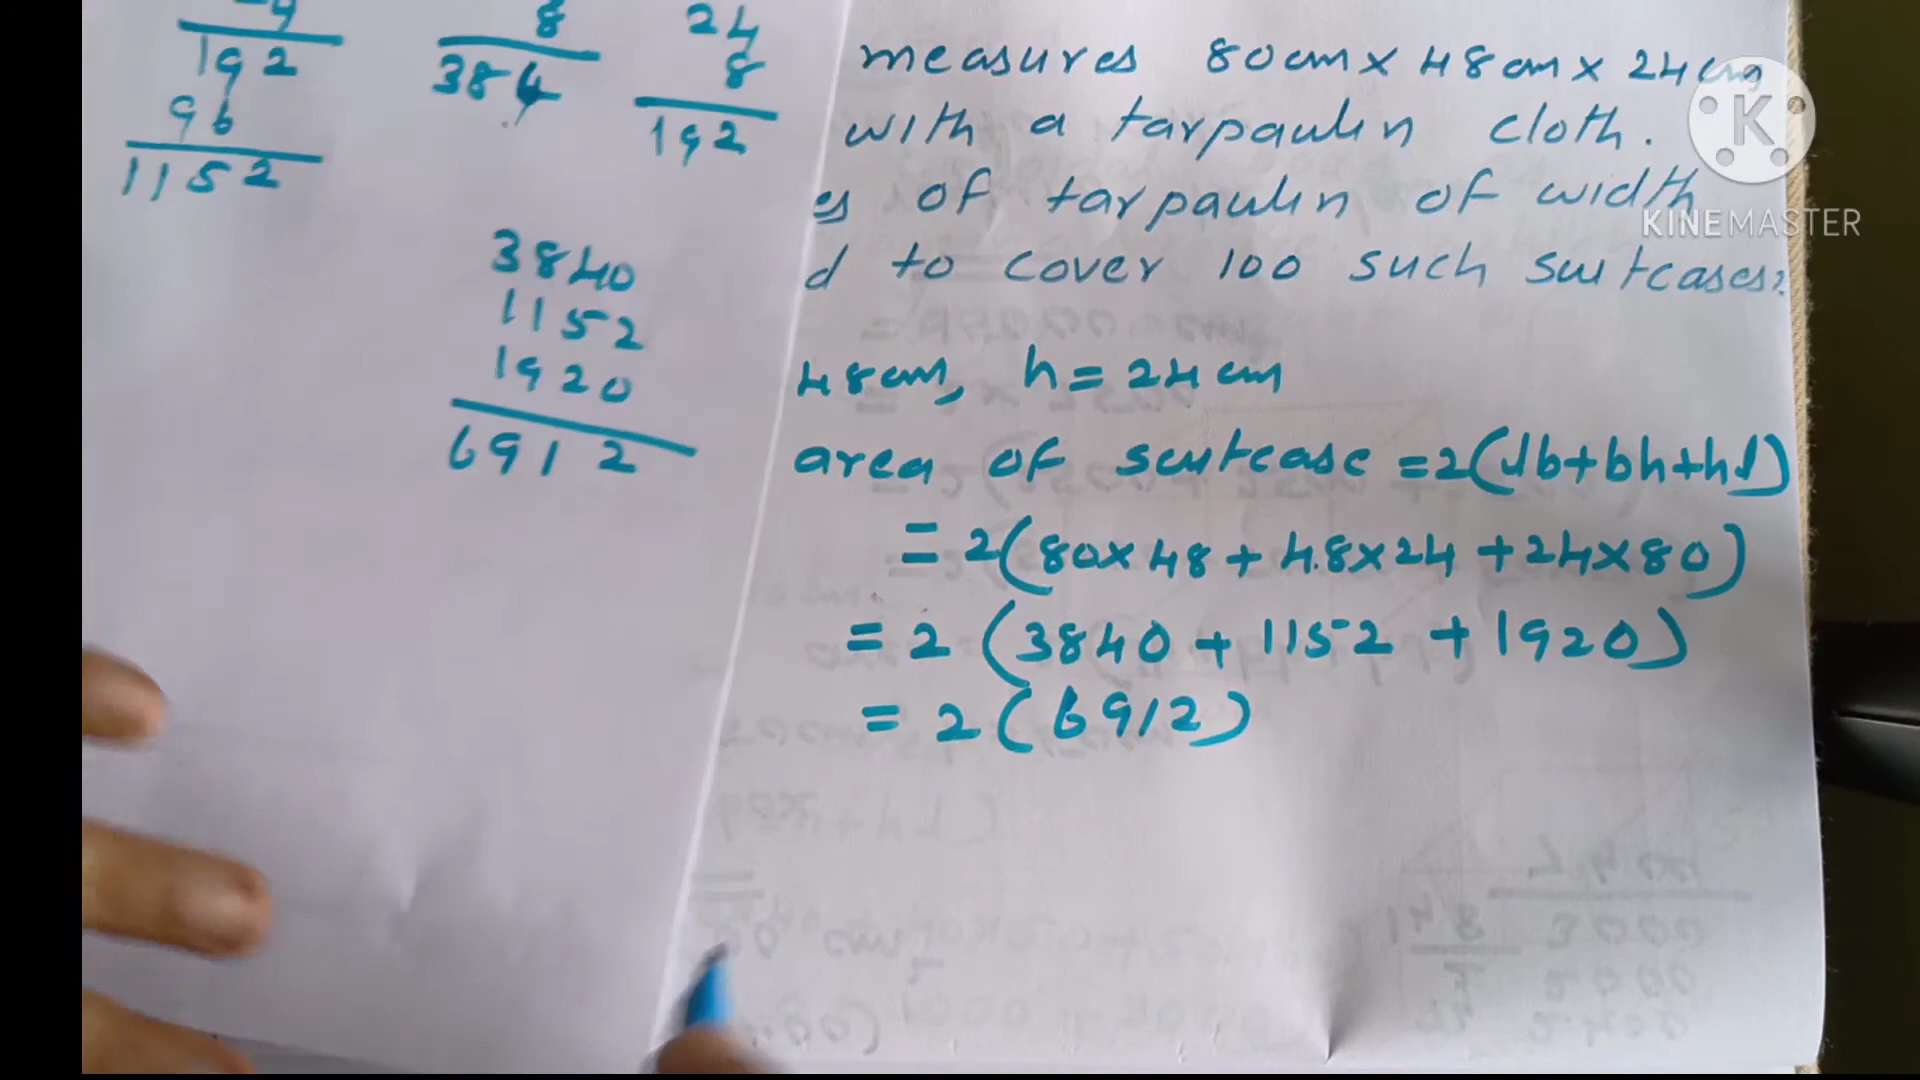 192
96
1152
8
384
24
8
192
3840
1152
1920
6912
measures 80cm x 48cm x 24cm
with a tarpaulin cloth.
of tarpaulin of width
d to cover 100 such suitcases?
48cm, h = 24cm
area of suitcase = 2(lb+bh+hl)
= 2(80x48 + 48x24 + 24x80)
= 2 (3840 + 1152 + 1920)
= 2 (6912)
K
KINEMASTER